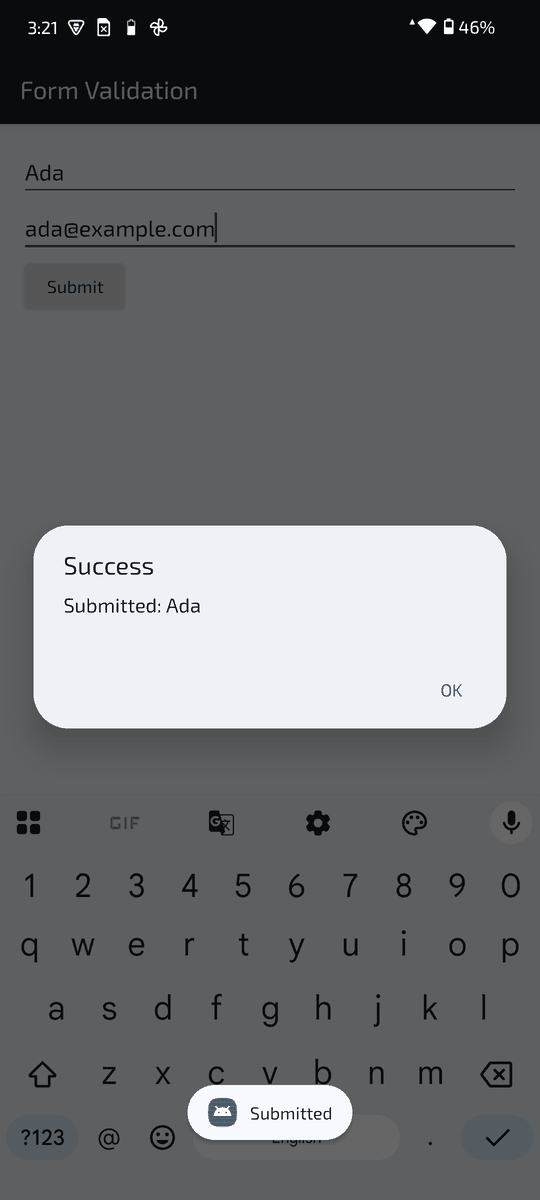 3:21 46%
Form Validation
Ada
ada@example.com
Submit
Success
Submitted: Ada
OK
GIF
1 2 3 4 5 6 7 8 9 0
q w e r t y u i o p
a s d f g h j k l
z x c v b n m
Submitted
?123 @ English .